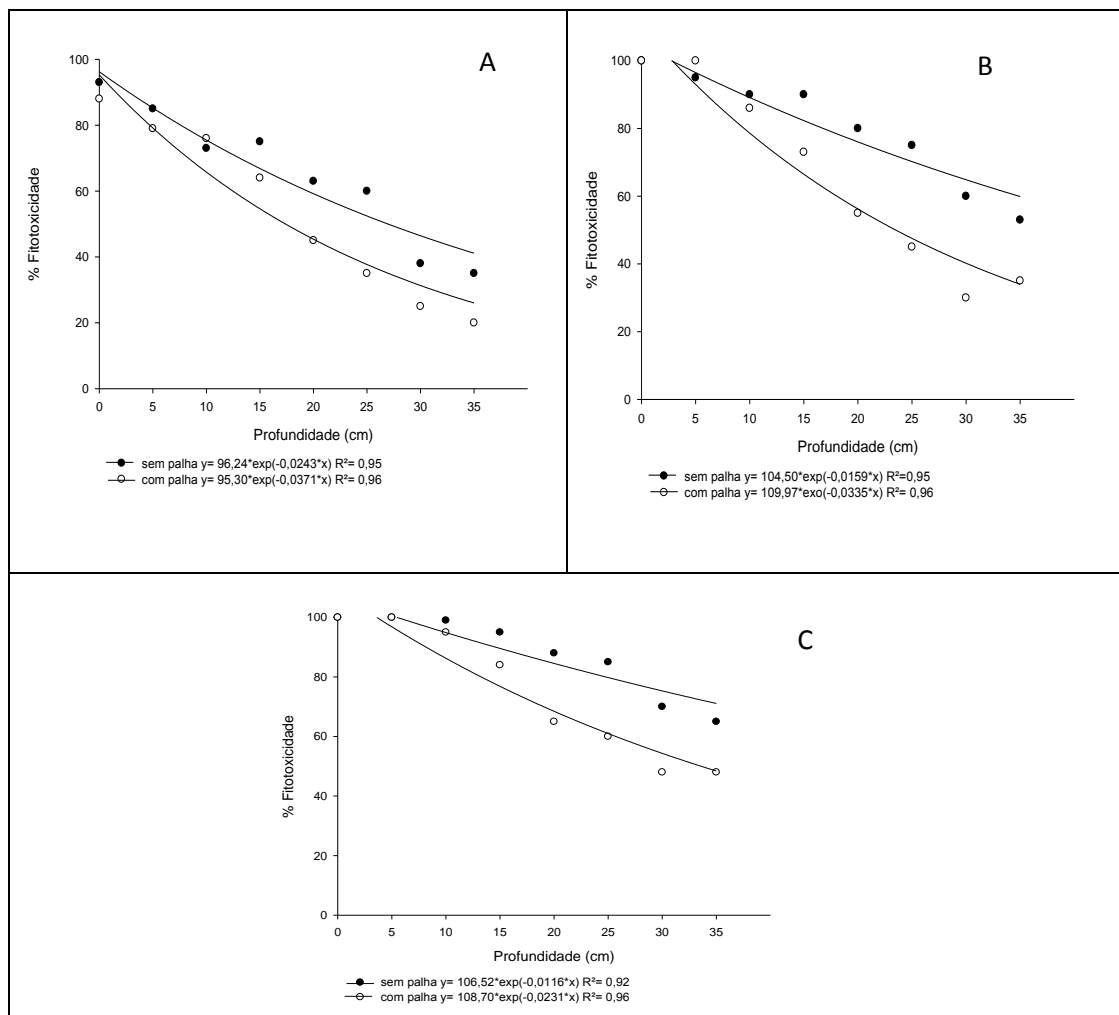 A
% Fitotoxicidade
100
80
60
40
20
0
0 5 10 15 20 25 30 35
Profundidade (cm)
sem palha y= 96,24*exp(-0,0243*x) R²= 0,95
com palha y= 95,30*exp(-0,0371*x) R²= 0,96
B
% Fitotoxicidade
100
80
60
40
20
0
0 5 10 15 20 25 30 35
Profundidade (cm)
sem palha y= 104,50*exp(-0,0159*x) R²=0,95
com palha y= 109,97*exo(-0,0335*x) R²= 0,96
C
% Fitotoxicidade
100
80
60
40
20
0
0 5 10 15 20 25 30 35
Profundidade (cm)
sem palha y= 106,52*exp(-0,0116*x) R²= 0,92
com palha y= 108,70*exp(-0,0231*x) R²= 0,96